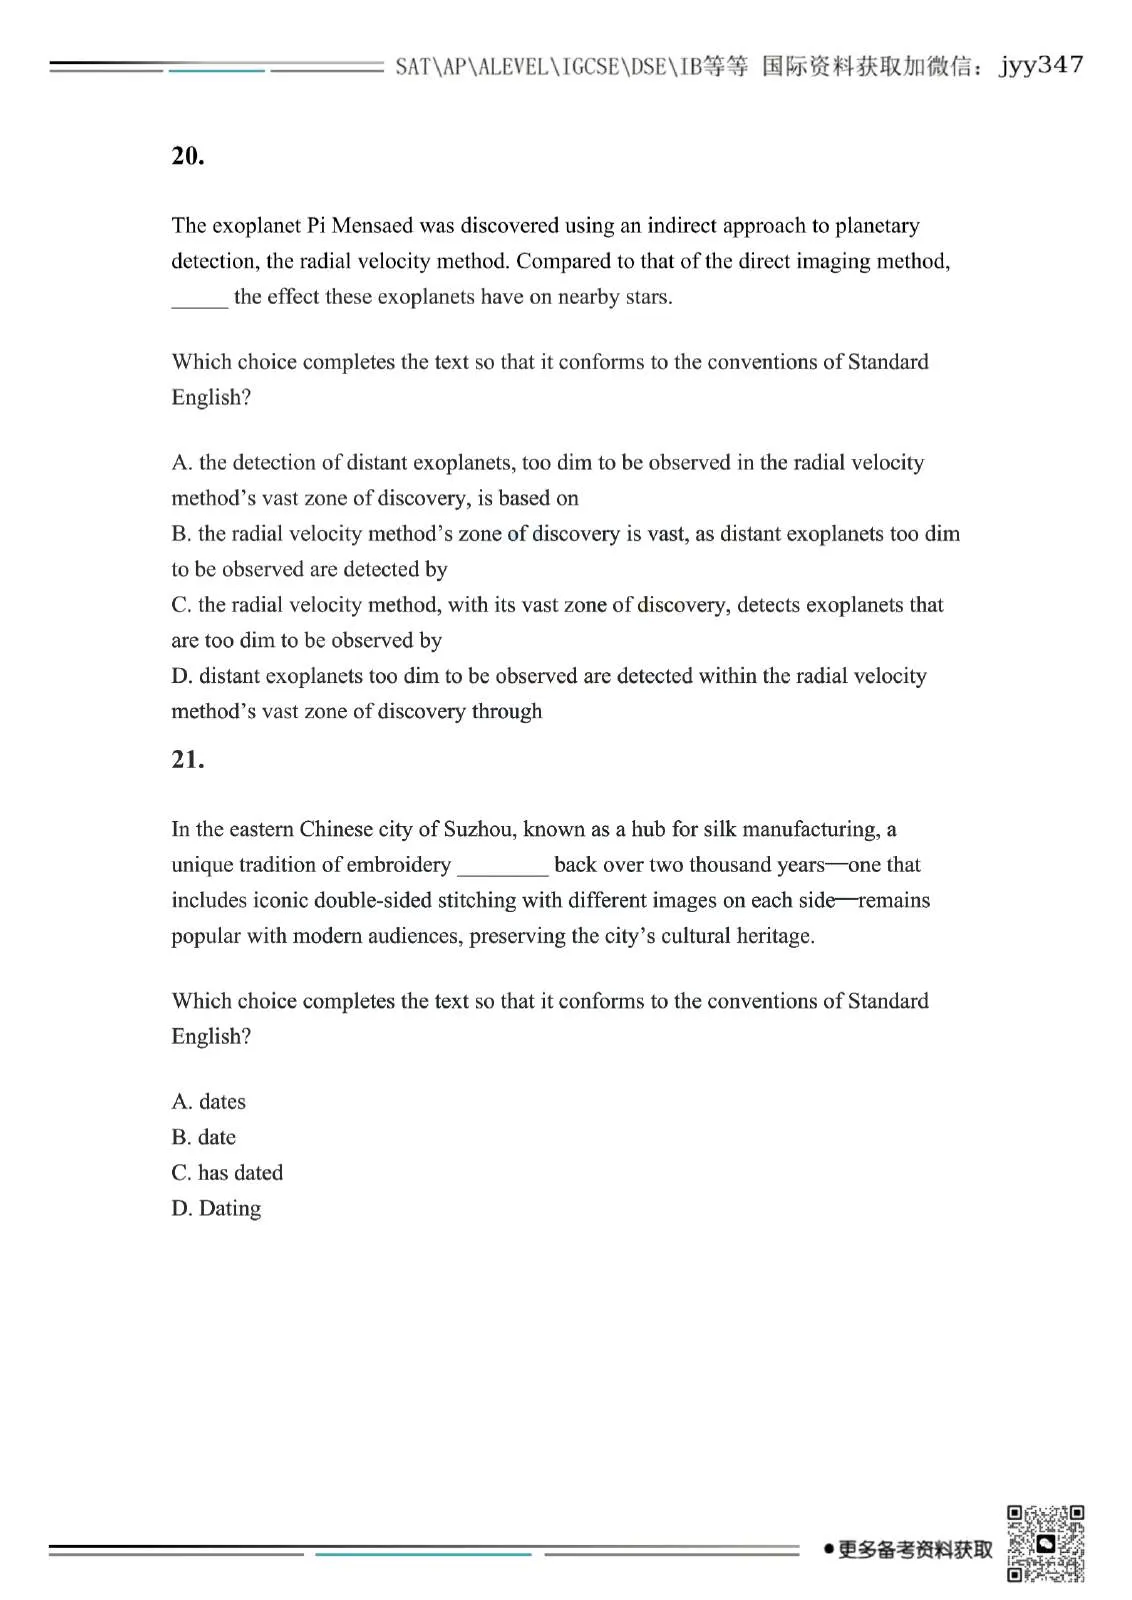 SAT\AP\ALEVEL\IGCSE\DSE\IB等等 国际资料获取加微信: jyy347
20.
The exoplanet Pi Mensaed was discovered using an indirect approach to planetary
detection, the radial velocity method. Compared to that of the direct imaging method,
_____ the effect these exoplanets have on nearby stars.
Which choice completes the text so that it conforms to the conventions of Standard
English?
A. the detection of distant exoplanets, too dim to be observed in the radial velocity
method's vast zone of discovery, is based on
B. the radial velocity method's zone of discovery is vast, as distant exoplanets too dim
to be observed are detected by
C. the radial velocity method, with its vast zone of discovery, detects exoplanets that
are too dim to be observed by
D. distant exoplanets too dim to be observed are detected within the radial velocity
method's vast zone of discovery through
21.
In the eastern Chinese city of Suzhou, known as a hub for silk manufacturing, a
unique tradition of embroidery ________ back over two thousand years—one that
includes iconic double-sided stitching with different images on each side—remains
popular with modern audiences, preserving the city's cultural heritage.
Which choice completes the text so that it conforms to the conventions of Standard
English?
A. dates
B. date
C. has dated
D. Dating
●更多备考资料获取